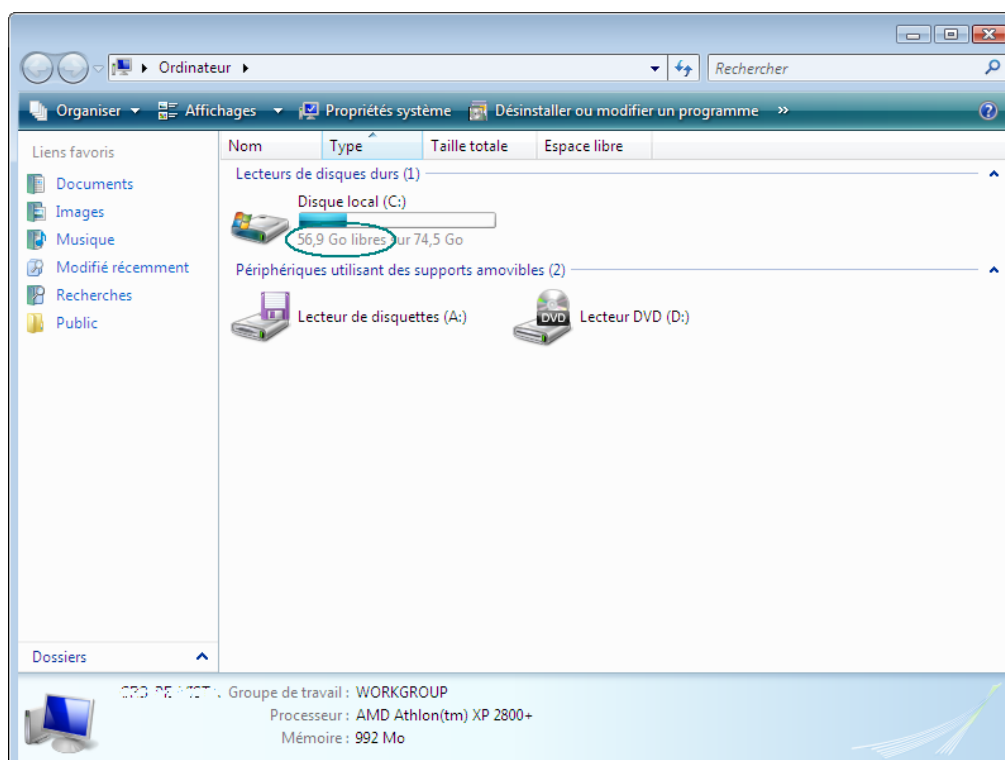 Ordinateur
Rechercher
Organiser Affichages Propriétés système Désinstaller ou modifier un programme »
Liens favoris
Documents
Images
Musique
Modifié récemment
Recherches
Public
Dossiers
Nom Type Taille totale Espace libre
Lecteurs de disques durs (1)
Disque local (C:)
56,9 Go libres sur 74,5 Go
Périphériques utilisant des supports amovibles (2)
Lecteur de disquettes (A:)
DVD Lecteur DVD (D:)
Groupe de travail : WORKGROUP
Processeur : AMD Athlon(tm) XP 2800+
Mémoire : 992 Mo